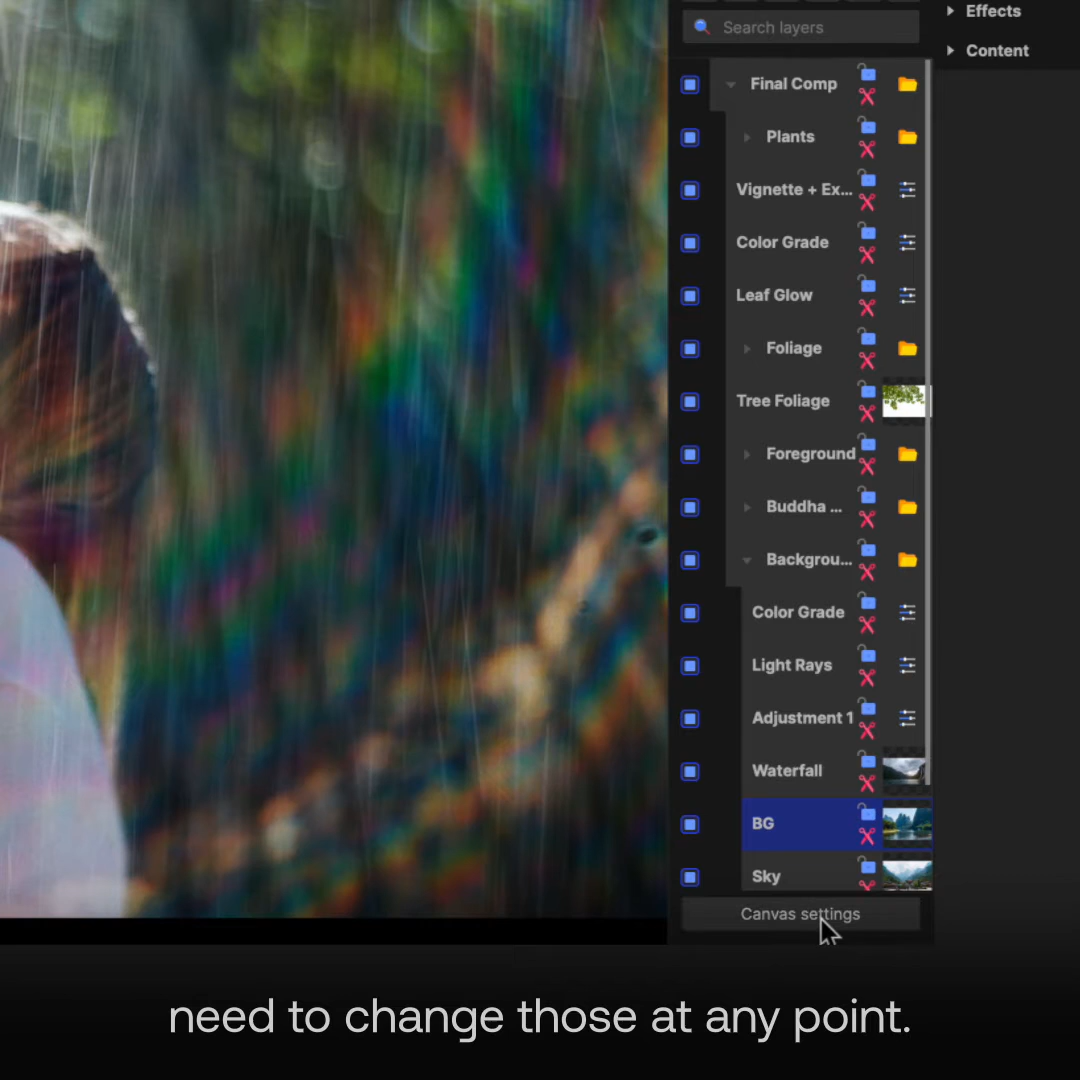 Search layers
Effects
Content
Final Comp
Plants
Vignette + Ex...
Color Grade
Leaf Glow
Foliage
Tree Foliage
Foreground
Buddha ...
Backgrou...
Color Grade
Light Rays
Adjustment 1
Waterfall
BG
Sky
Canvas settings
need to change those at any point.